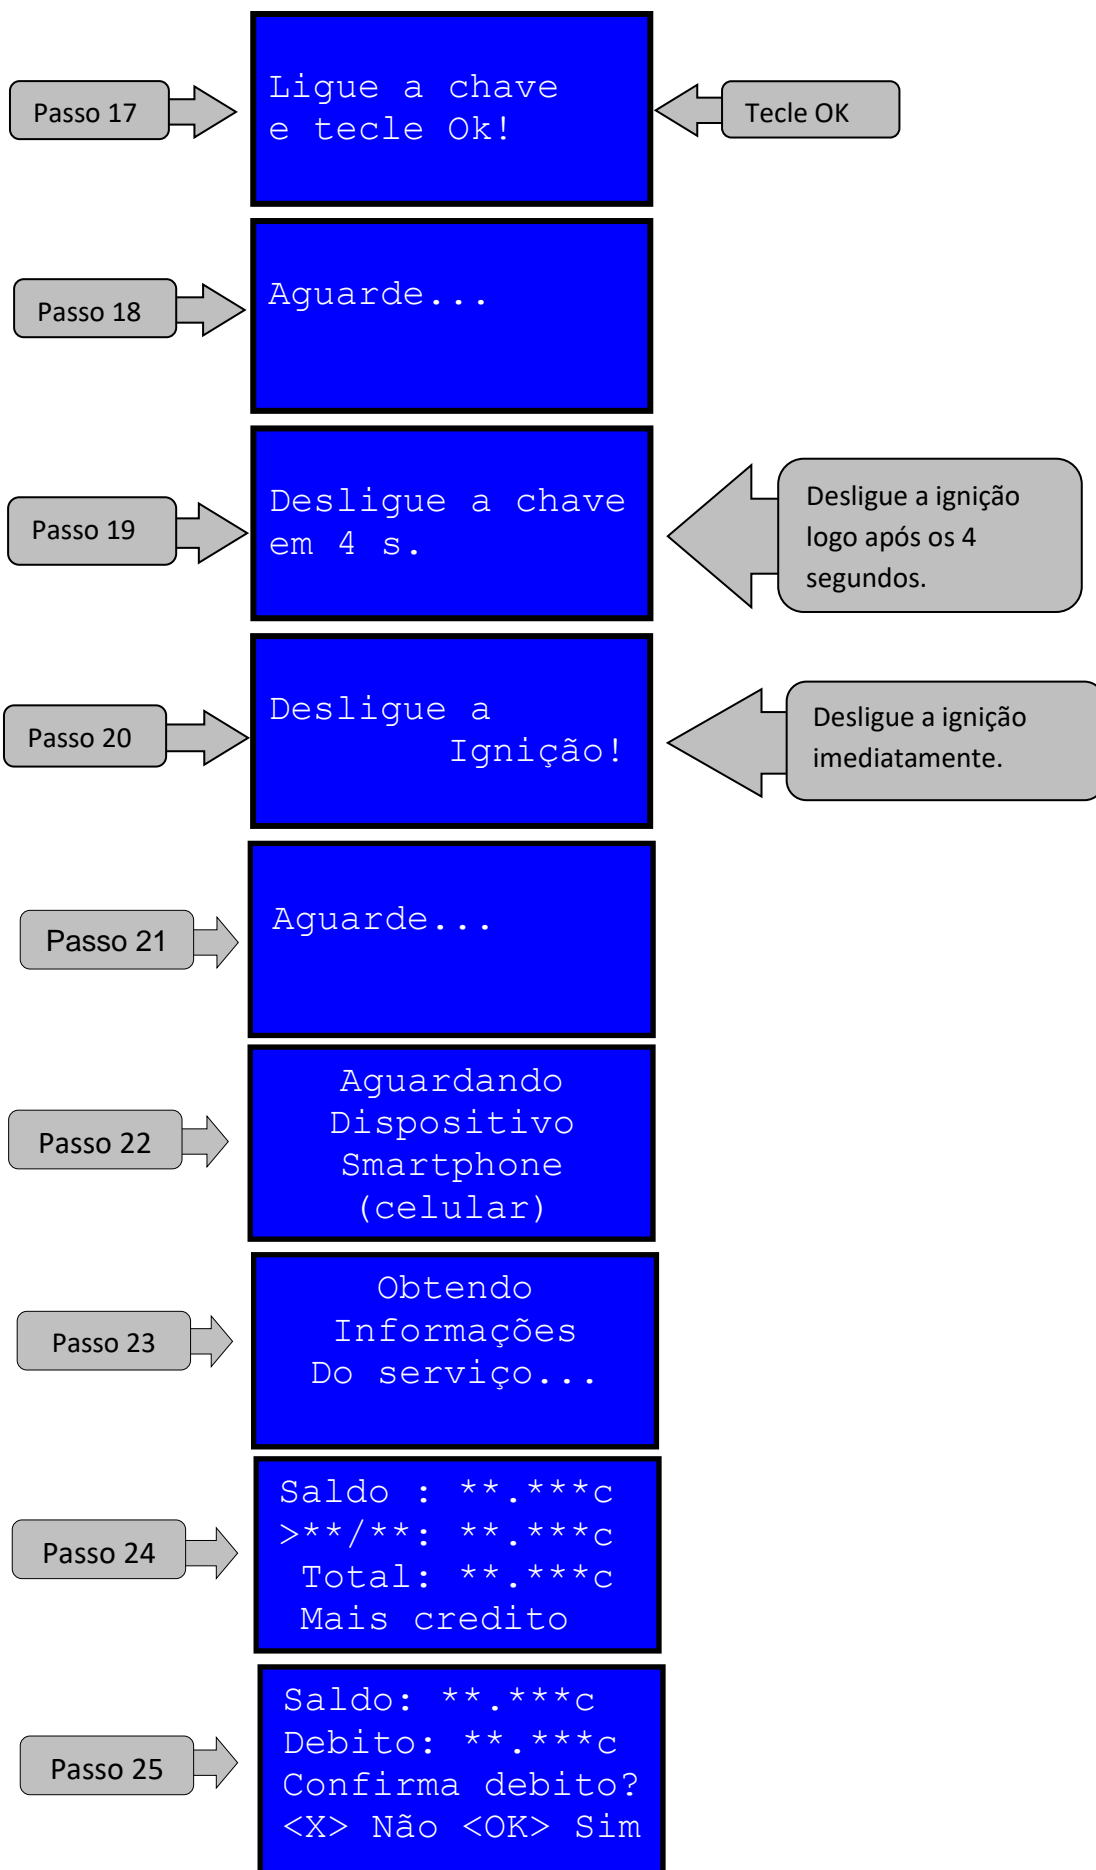 Passo 17
Ligue a chave
e tecle Ok!
Tecle OK
Passo 18
Aguarde...
Passo 19
Desligue a chave
em 4 s.
Desligue a ignição
logo após os 4
segundos.
Passo 20
Desligue a
Ignição!
Desligue a ignição
imediatamente.
Passo 21
Aguarde...
Passo 22
Aguardando
Dispositivo
Smartphone
(celular)
Passo 23
Obtendo
Informações
Do serviço...
Passo 24
Saldo : **.***c
>**/**: **.***c
Total: **.***c
Mais credito
Passo 25
Saldo: **.***c
Debito: **.***c
Confirma debito?
<X> Não <OK> Sim